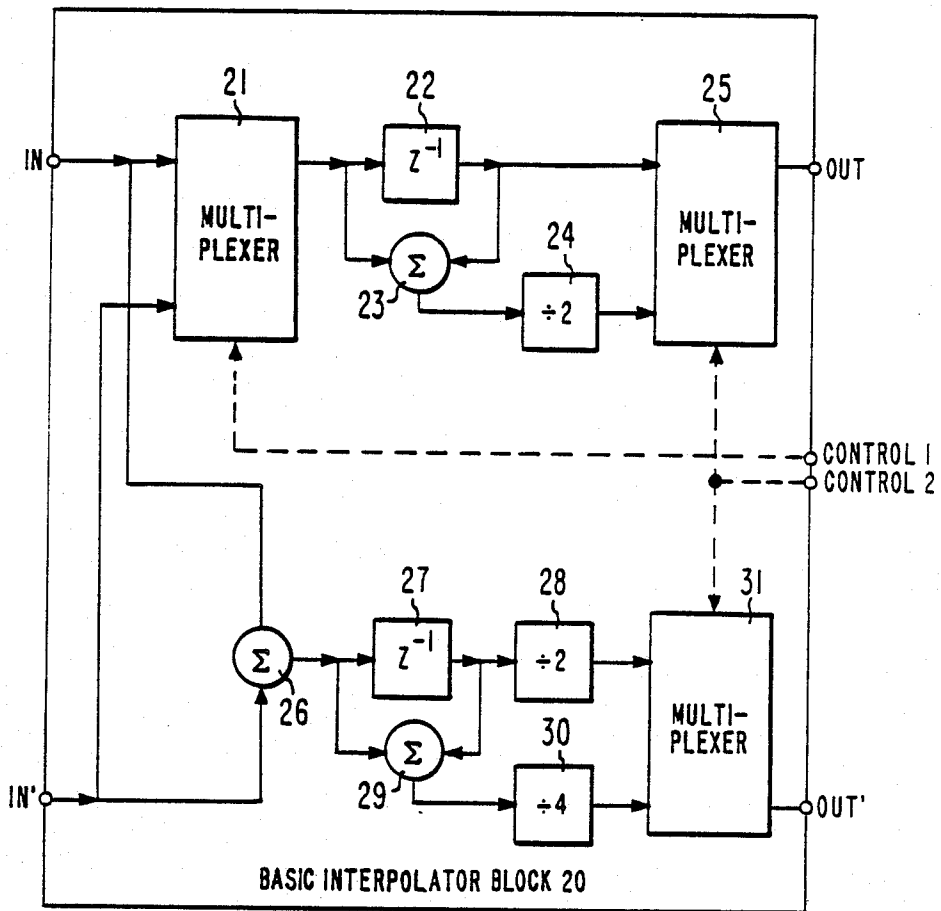 21
22
25
IN
Z⁻¹
OUT
MULTI-
PLEXER
MULTI-
PLEXER
24
Σ
23
÷2
CONTROL 1
CONTROL 2
27
28
31
Σ
26
Z⁻¹
÷2
MULTI-
PLEXER
30
Σ
29
÷4
IN'
OUT'
BASIC INTERPOLATOR BLOCK 20